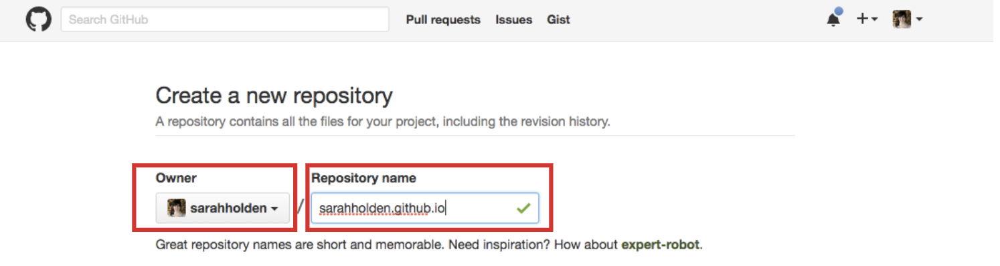 Search GitHub Pull requests Issues Gist
Create a new repository
A repository contains all the files for your project, including the revision history.
Owner Repository name
sarahholden / sarahholden.github.io
Great repository names are short and memorable. Need inspiration? How about expert-robot.